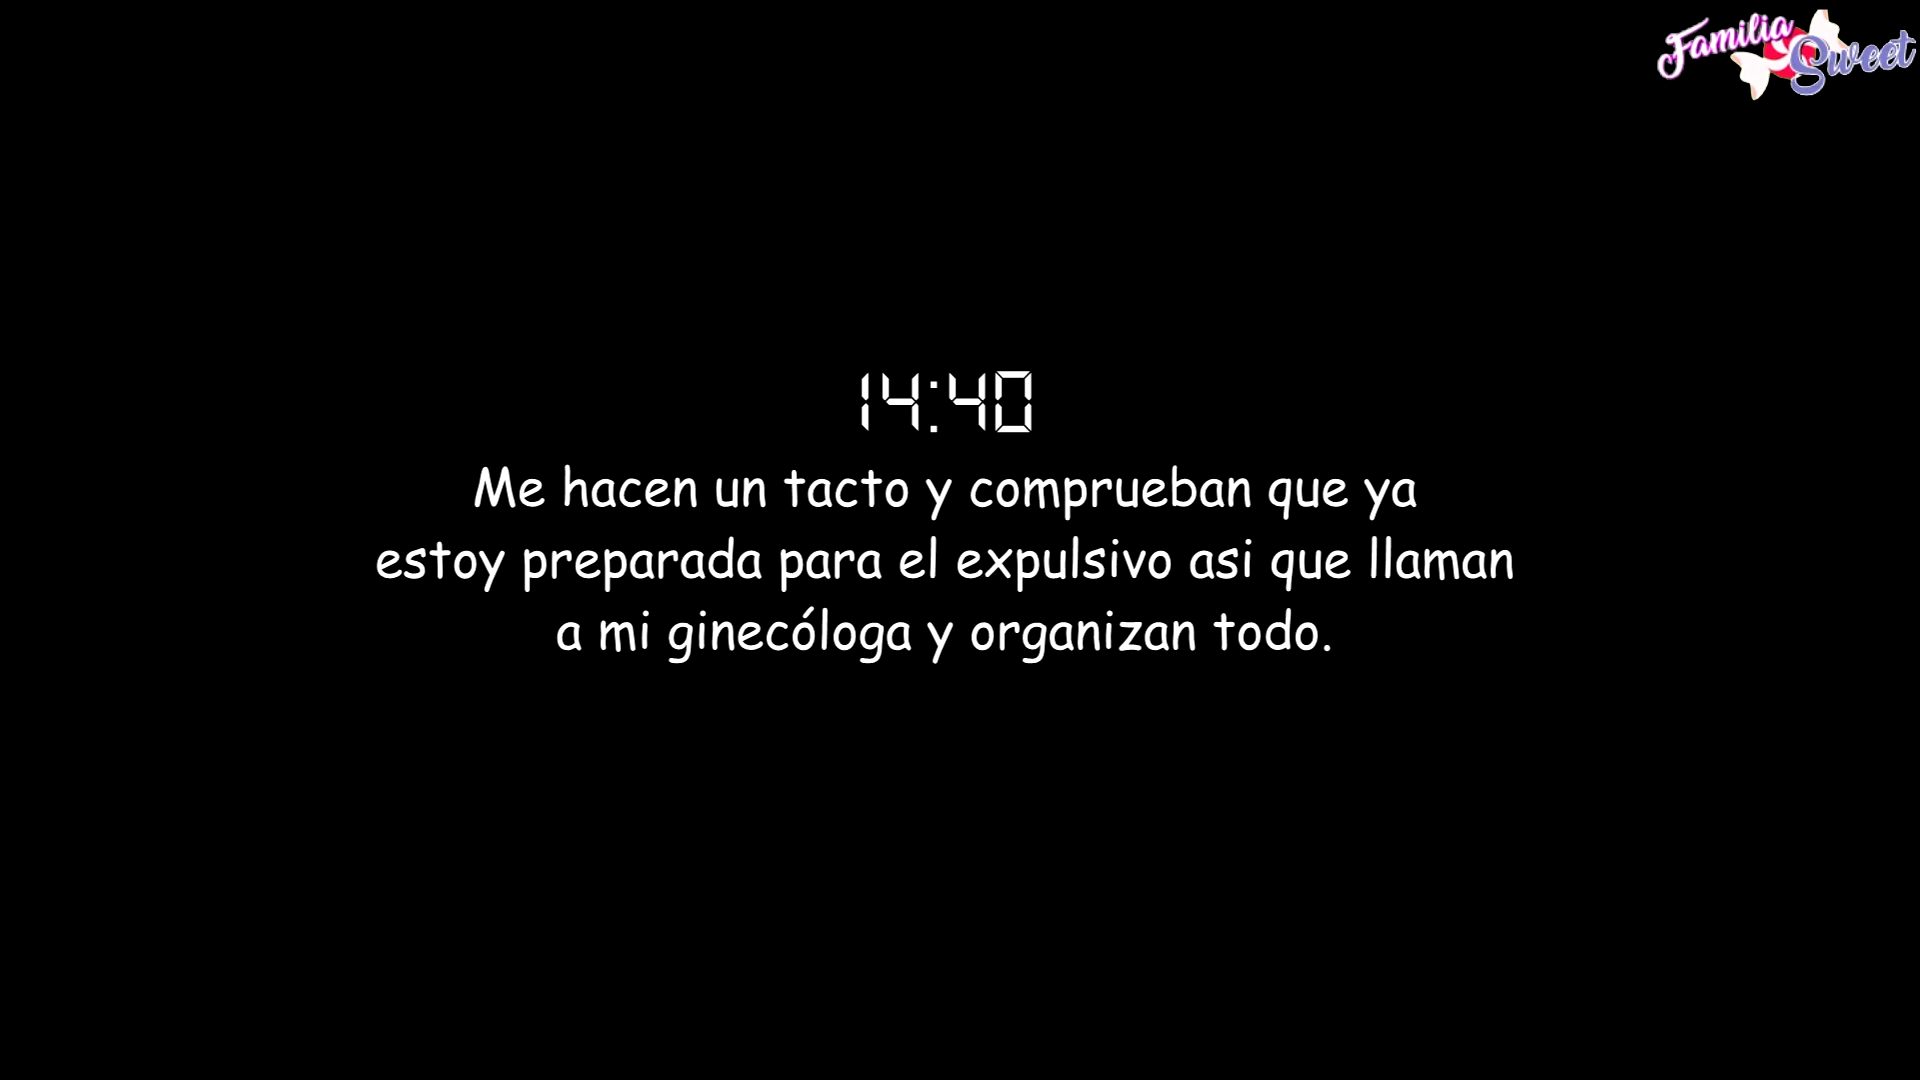 Familia
Sweet
14:40
Me hacen un tacto y comprueban que ya
estoy preparada para el expulsivo asi que llaman
a mi ginecóloga y organizan todo.